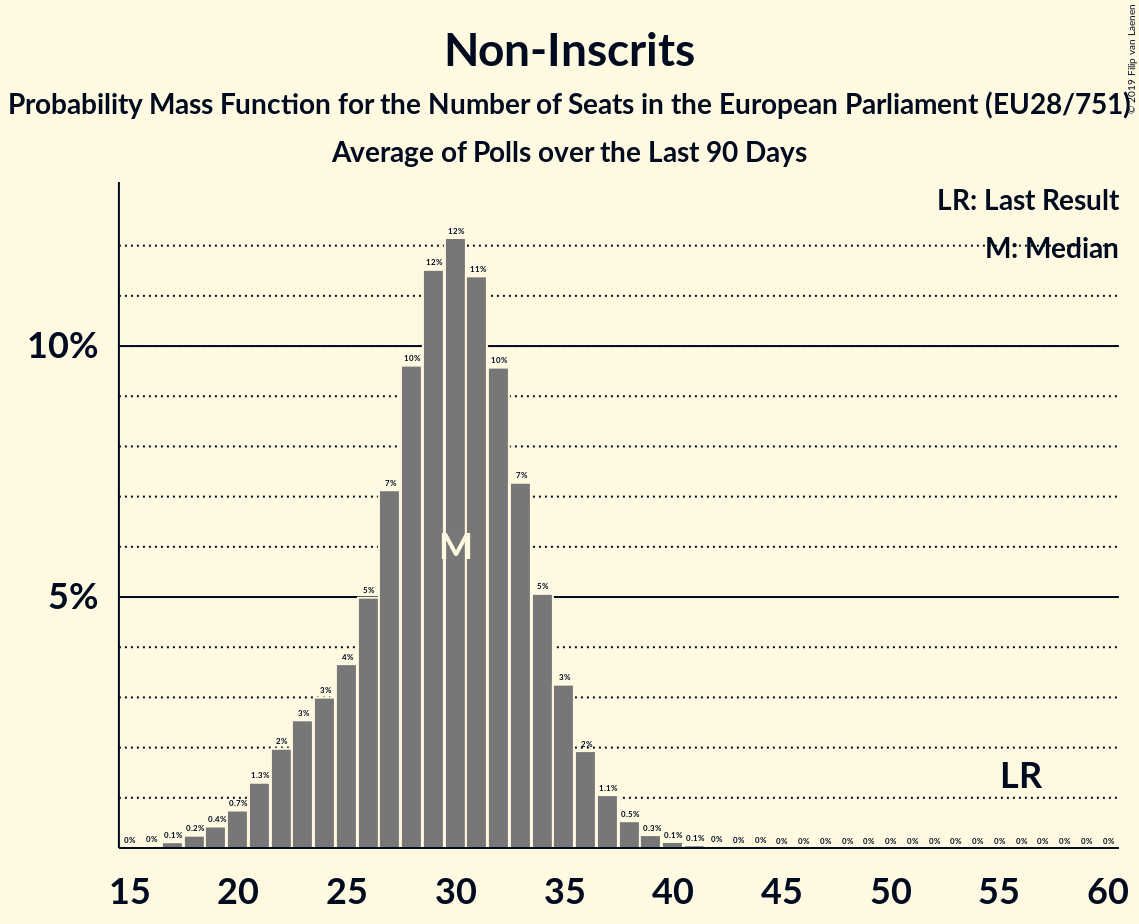 Non-Inscrits
Probability Mass Function for the Number of Seats in the European Parliament (EU28/751)
Average of Polls over the Last 90 Days
© 2019 Filip van Laenen
LR: Last Result
M: Median
10%
5%
0% 0% 0.1% 0.2% 0.4% 0.7% 1.3% 2% 3% 3% 4% 5% 7% 10% 12% 12% 11% 10% 7% 5% 3% 2% 1.1% 0.5% 0.3% 0.1% 0.1% 0% 0% 0% 0% 0% 0% 0% 0% 0% 0% 0% 0% 0% 0% 0% 0% 0% 0% 0%
M
LR
15 20 25 30 35 40 45 50 55 60